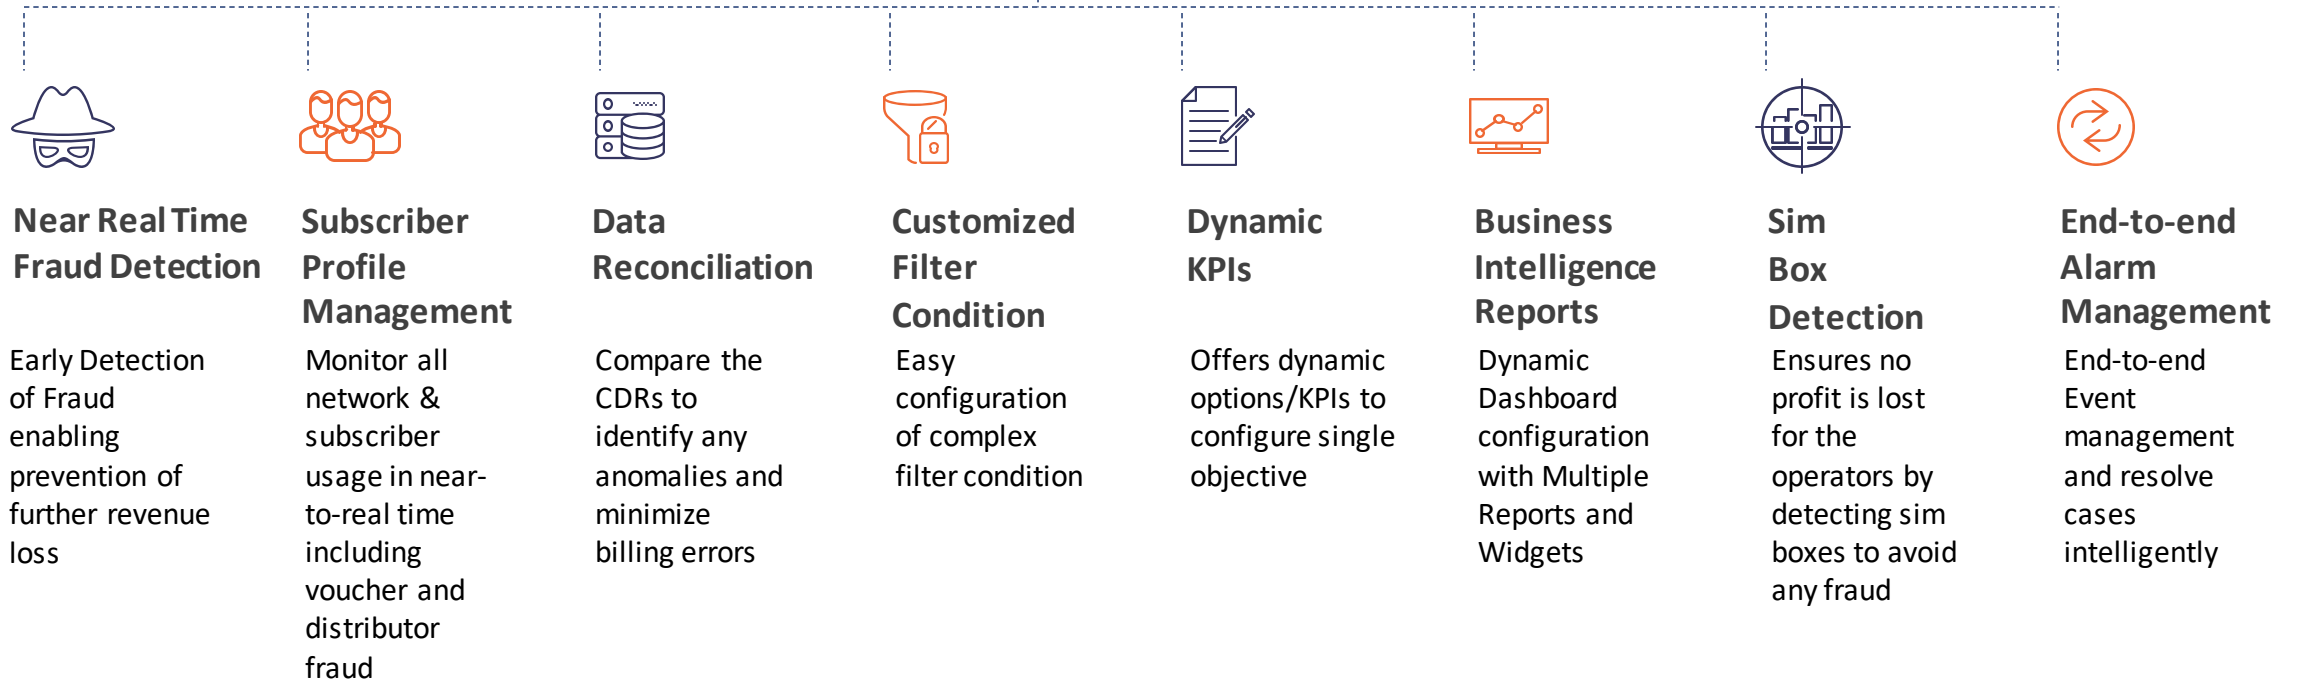 Near Real Time
Fraud Detection
Early Detection
of Fraud
enabling
prevention of
further revenue
loss
Subscriber
Profile
Management
Monitor all
network &
subscriber
usage in near-
to-real time
including
voucher and
distributor
fraud
Data
Reconciliation
Compare the
CDRs to
identify any
anomalies and
minimize
billing errors
Customized
Filter
Condition
Easy
configuration
of complex
filter condition
Dynamic
KPIs
Offers dynamic
options/KPIs to
configure single
objective
Business
Intelligence
Reports
Dynamic
Dashboard
configuration
with Multiple
Reports and
Widgets
Sim
Box
Detection
Ensures no
profit is lost
for the
operators by
detecting sim
boxes to avoid
any fraud
End-to-end
Alarm
Management
End-to-end
Event
management
and resolve
cases
intelligently